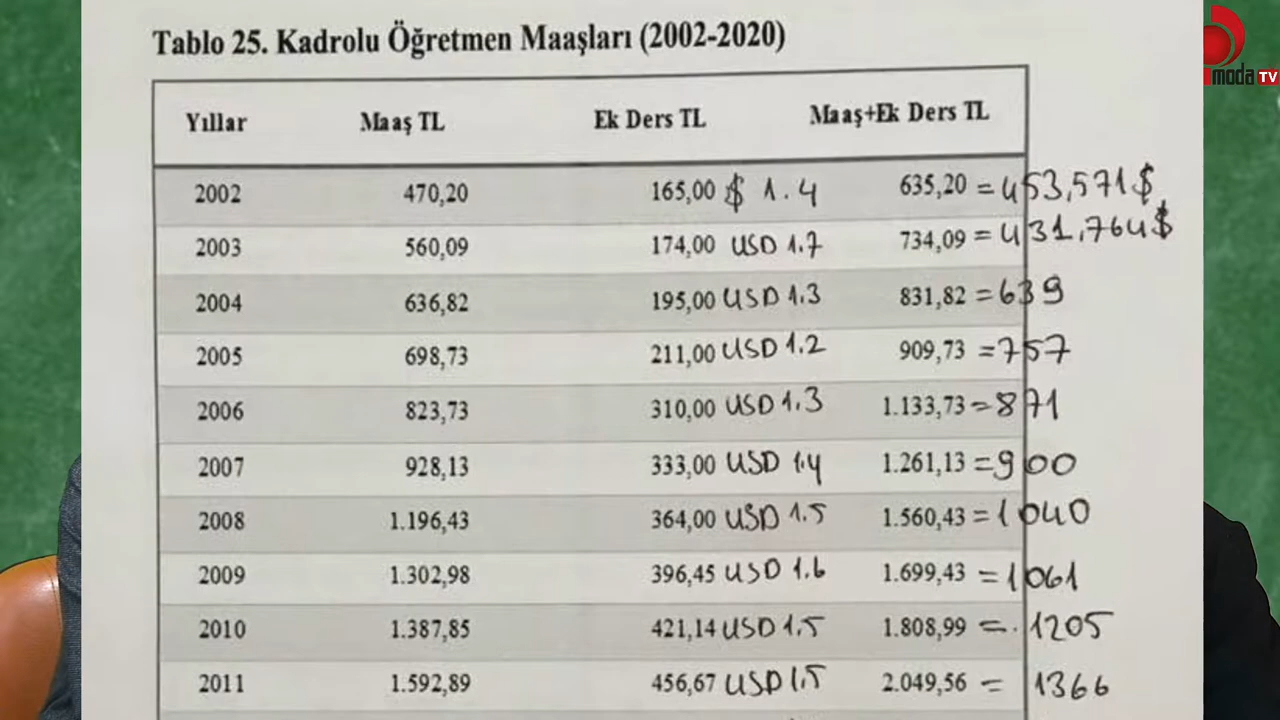 Tablo 25. Kadrolu Öğretmen Maaşları (2002-2020)
moda TV
Yıllar Maaş TL Ek Ders TL Maaş+Ek Ders TL
2002 470,20 165,00 $ 1.4 635,20 = 453,571$
2003 560,09 174,00 USD 1.7 734,09 = 431,764$
2004 636,82 195,00 USD 1.3 831,82 = 639
2005 698,73 211,00 USD 1.2 909,73 = 757
2006 823,73 310,00 USD 1.3 1.133,73 = 871
2007 928,13 333,00 USD 1.4 1.261,13 = 900
2008 1.196,43 364,00 USD 1.5 1.560,43 = 1040
2009 1.302,98 396,45 USD 1.6 1.699,43 = 1061
2010 1.387,85 421,14 USD 1.5 1.808,99 = 1205
2011 1.592,89 456,67 USD 1.5 2.049,56 = 1366